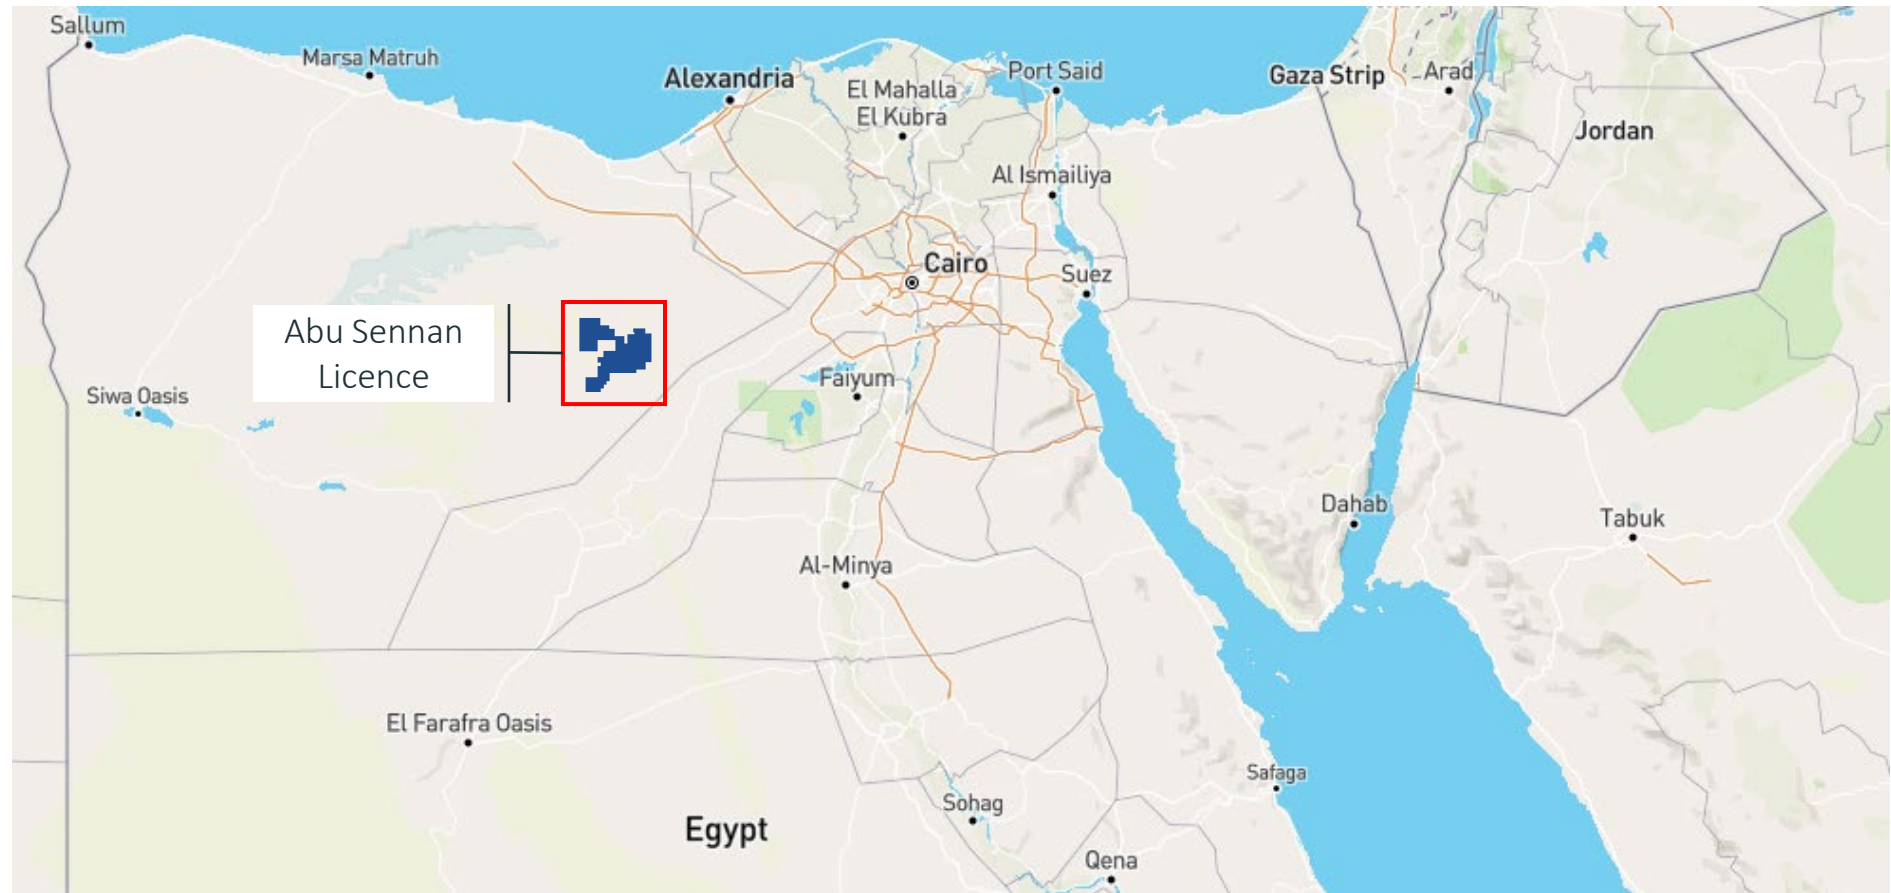 Sallum
Marsa Matruh
Alexandria
El Mahalla
El Kubra
Port Said
Gaza Strip
Arad
Jordan
Al Ismailiya
Cairo
Suez
Abu Sennan
Licence
Siwa Oasis
Faiyum
Dahab
Tabuk
Al-Minya
El Farafra Oasis
Safaga
Sohag
Egypt
Qena